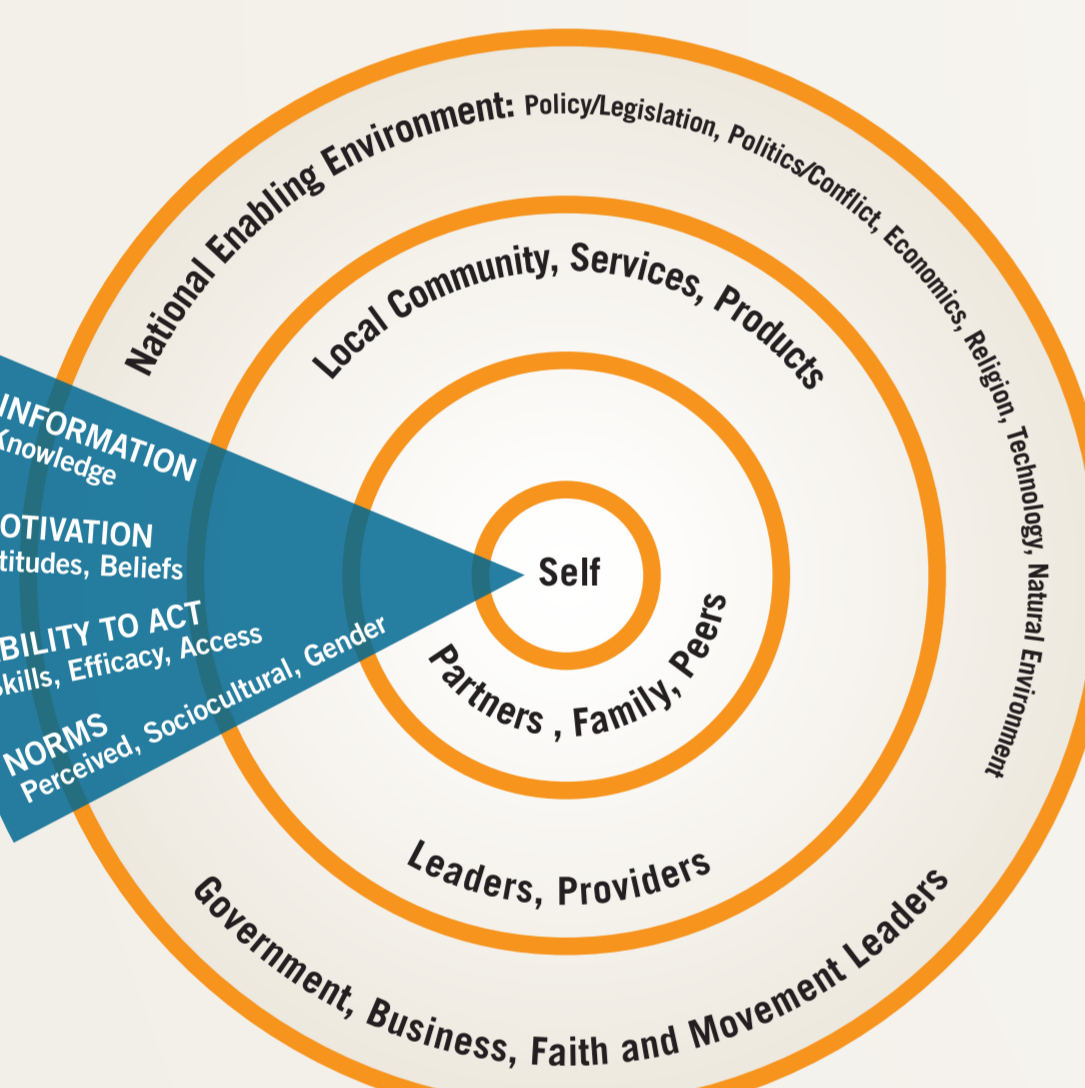 National Enabling Environment: Policy/Legislation, Politics/Conflict, Economics, Religion, Technology, Natural Environment
Local Community, Services, Products
INFORMATION
Knowledge
OTIVATION
titudes, Beliefs
BILITY TO ACT
Skills, Efficacy, Access
NORMS
Perceived, Sociocultural, Gender
Self
Partners , Family, Peers
Leaders, Providers
Government, Business, Faith and Movement Leaders